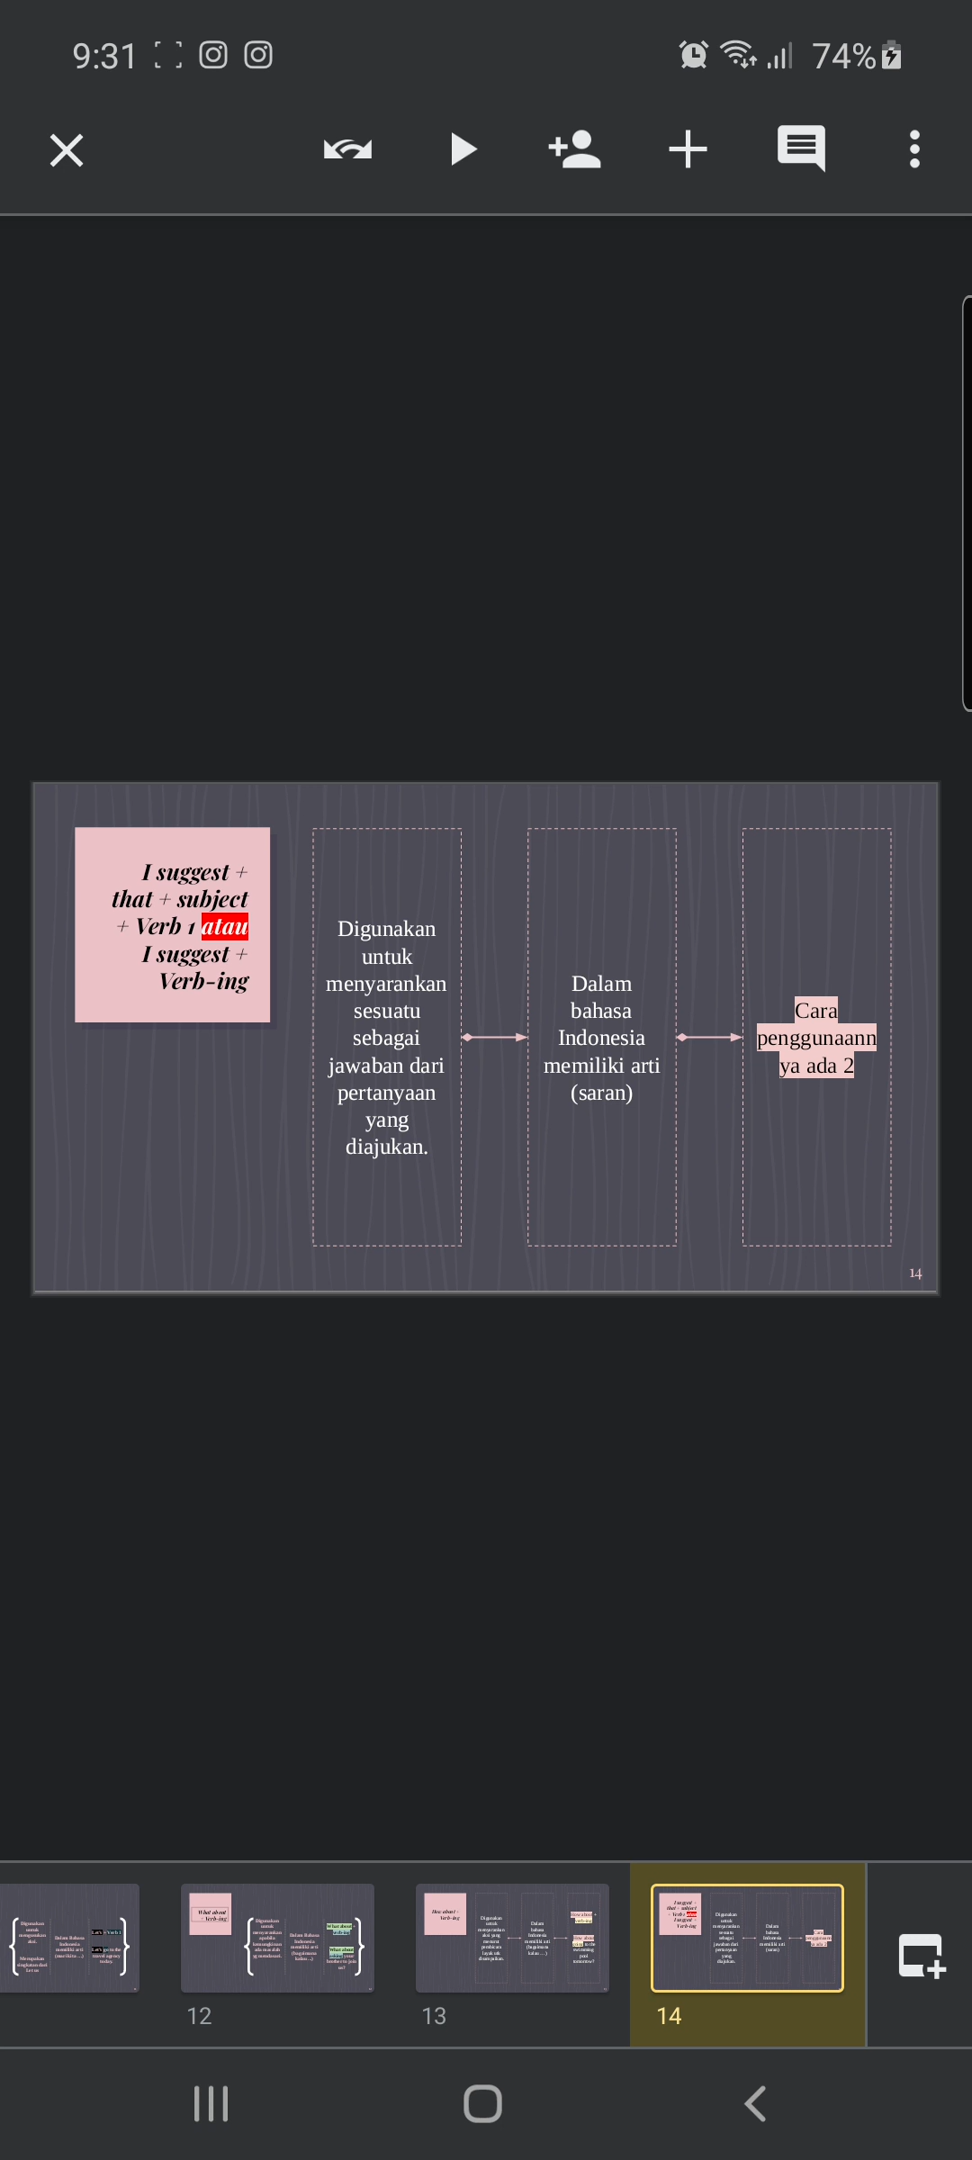 9:31
74%
I suggest +
that + subject
+ Verb 1 atau
I suggest +
Verb-ing
Digunakan
untuk
menyarankan
sesuatu
sebagai
jawaban dari
pertanyaan
yang
diajukan.
Dalam
bahasa
Indonesia
memiliki arti
(saran)
Cara
penggunaann
ya ada 2
14
12
13
14